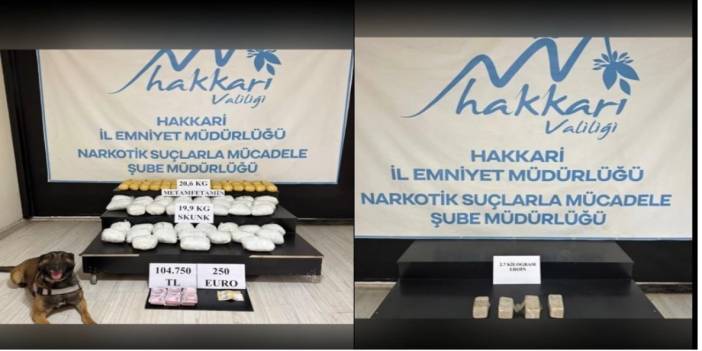 hakkari
Valiliği
HAKKARİ
İL EMNİYET MÜDÜRLÜĞÜ
NARKOTİK SUÇLARLA MÜCADELE
ŞUBE MÜDÜRLÜĞÜ
20,6 KG
METAMFETAMİN
19,9 KG
SKUNK
104.750
TL
250
EURO
hakkari
Valiliği
HAKKARİ
İL EMNİYET MÜDÜRLÜĞÜ
NARKOTİK SUÇLARLA MÜCADELE
ŞUBE MÜDÜRLÜĞÜ
2.7 KİLOGRAM
EROİN